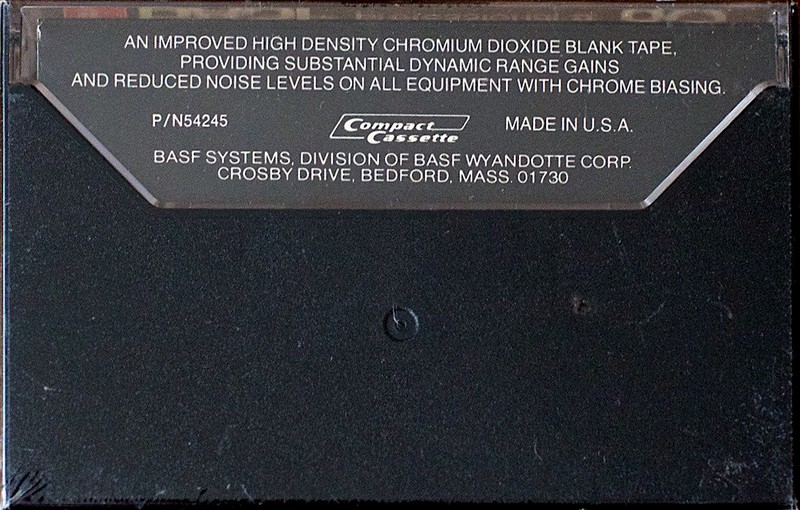 AN IMPROVED HIGH DENSITY CHROMIUM DIOXIDE BLANK TAPE,
PROVIDING SUBSTANTIAL DYNAMIC RANGE GAINS
AND REDUCED NOISE LEVELS ON ALL EQUIPMENT WITH CHROME BIASING.
P/N54245
Compact
Cassette
MADE IN U.S.A.
BASF SYSTEMS, DIVISION OF BASF WYANDOTTE CORP.
CROSBY DRIVE, BEDFORD, MASS. 01730